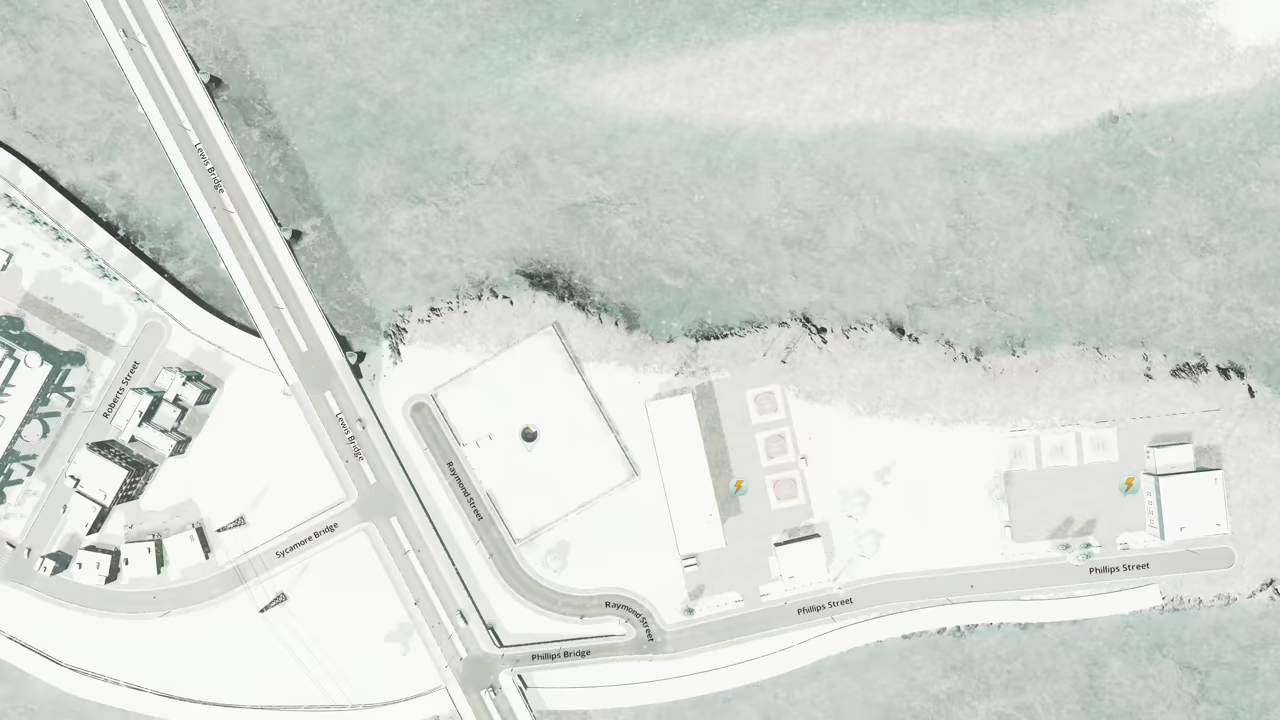 Lewis Bridge
Roberts Street
Lewis Bridge
Raymond Street
Sycamore Bridge
Phillips Street
Phillips Street
Raymond Street
Phillips Bridge